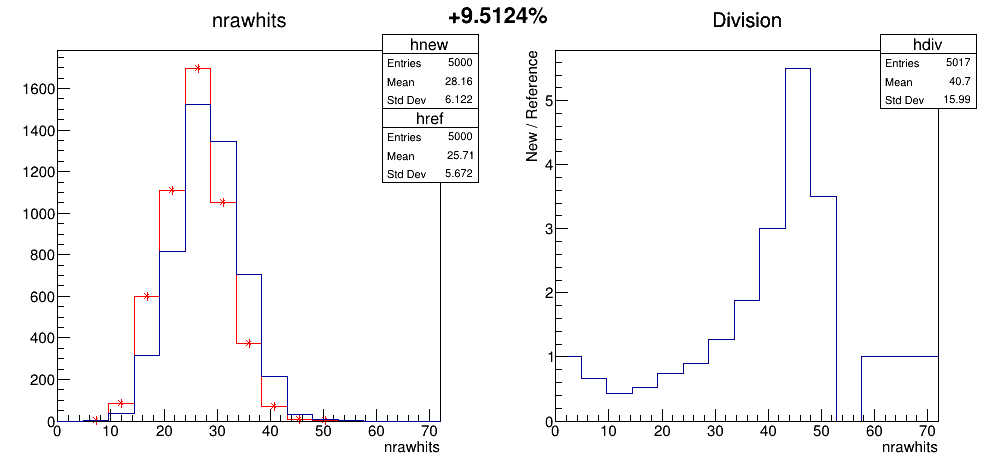 +9.5124%
nrawhits
hnew
Entries 5000
Mean 28.16
Std Dev 6.122
href
Entries 5000
Mean 25.71
Std Dev 5.672
1600
1400
1200
1000
800
600
400
200
0
0 10 20 30 40 50 60 70
nrawhits
Division
hdiv
Entries 5017
Mean 40.7
Std Dev 15.99
New / Reference
5
4
3
2
1
0
0 10 20 30 40 50 60 70
nrawhits